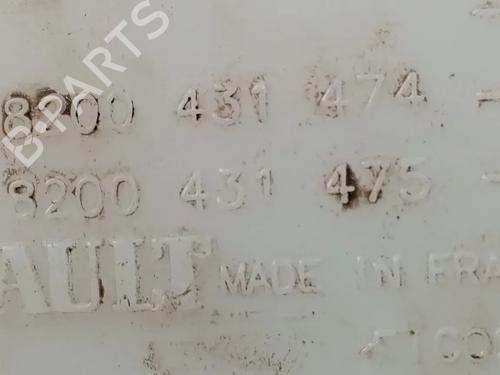 B-PARTS
8200 431 474 -
8200 431 475 -
AULT MADE IN FRA